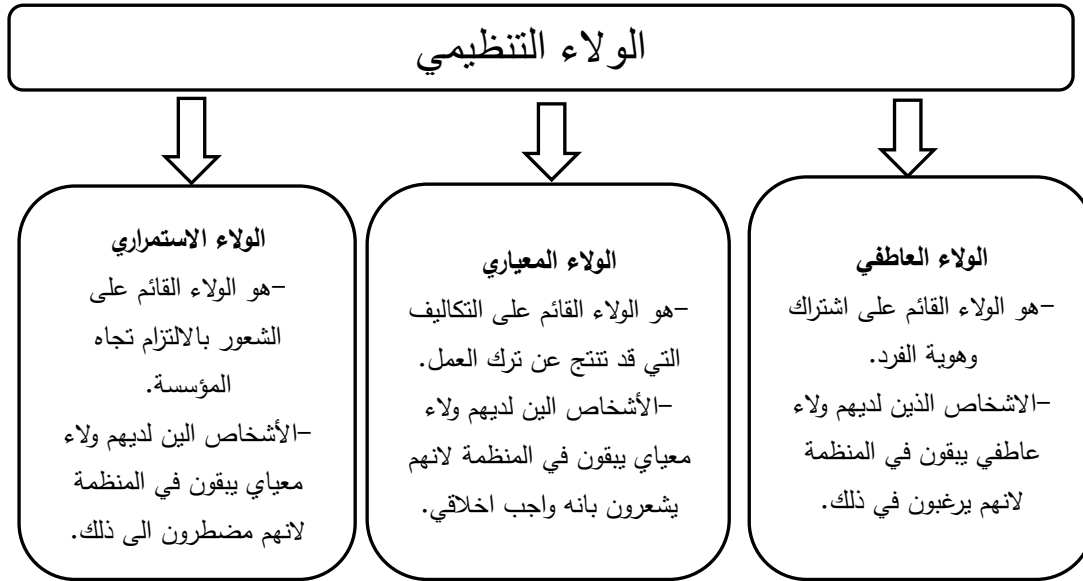 الولاء التنظيمي
الولاء العاطفي
-هو الولاء القائم على اشتراك
وهوية الفرد.
-الاشخاص الذين لديهم ولاء
عاطفي يبقون في المنظمة
لانهم يرغبون في ذلك.
الولاء المعياري
-هو الولاء القائم على التكاليف
التي قد تنتج عن ترك العمل.
-الأشخاص الين لديهم ولاء
معياي يبقون في المنظمة لانهم
يشعرون بانه واجب اخلاقي.
الولاء الاستمراري
-هو الولاء القائم على
الشعور بالالتزام تجاه
المؤسسة.
-الأشخاص الين لديهم ولاء
معياي يبقون في المنظمة
لانهم مضطرون الى ذلك.